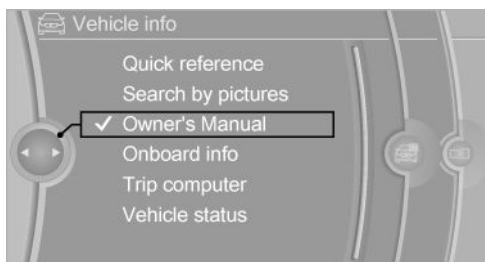 Vehicle info
Quick reference
Search by pictures
Owner's Manual
Onboard info
Trip computer
Vehicle status